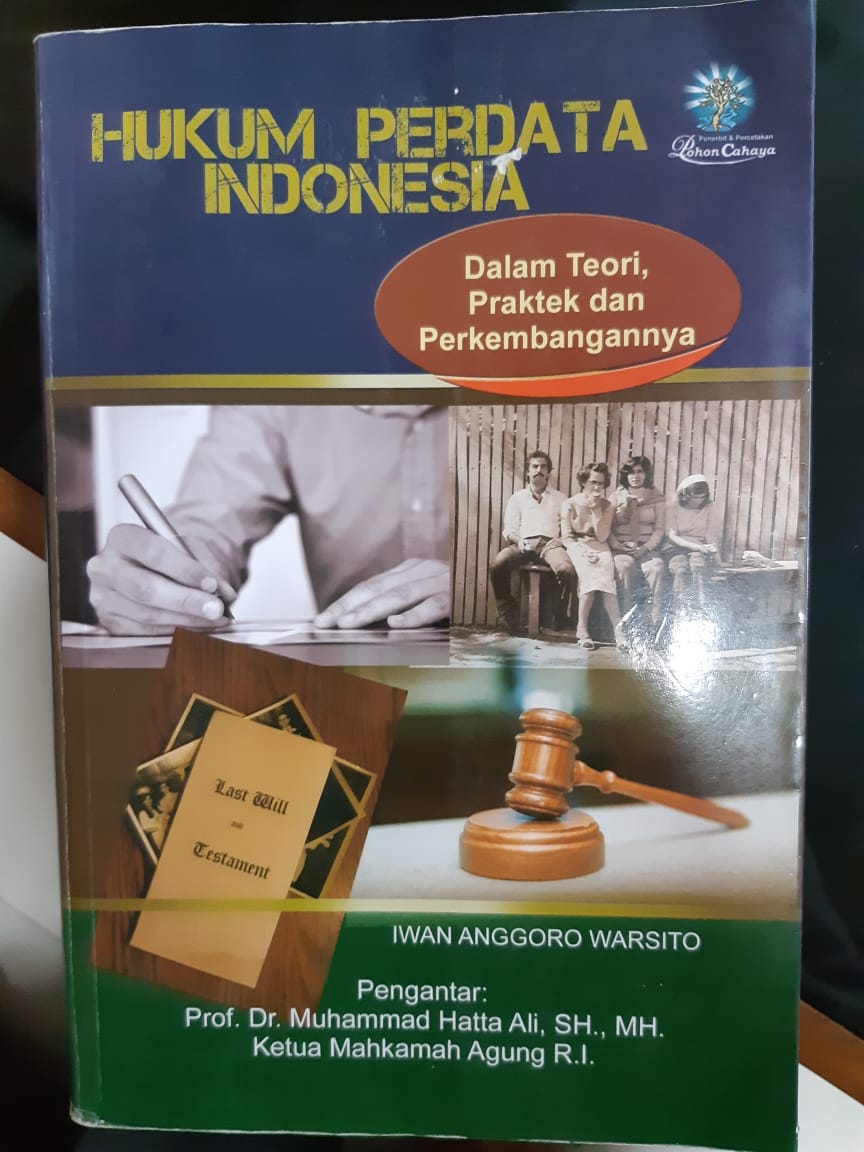 HUKUM PERDATA
INDONESIA
Penerbit & Percetakan
Pohon Cahaya
Dalam Teori,
Praktek dan
Perkembangannya
Last Will
AND
Testament
IWAN ANGGORO WARSITO
Pengantar:
Prof. Dr. Muhammad Hatta Ali, SH., MH.
Ketua Mahkamah Agung R.I.